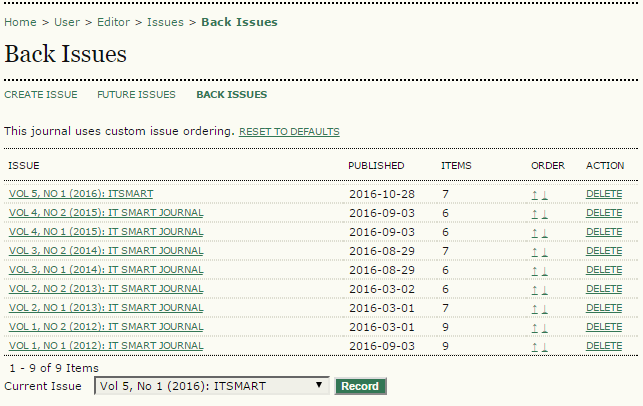 Home > User > Editor > Issues > Back Issues
Back Issues
CREATE ISSUE FUTURE ISSUES BACK ISSUES
This journal uses custom issue ordering. RESET TO DEFAULTS
ISSUE PUBLISHED ITEMS ORDER ACTION
VOL 5, NO 1 (2016): ITSMART 2016-10-28 7 ↑ ↓ DELETE
VOL 4, NO 2 (2015): IT SMART JOURNAL 2016-09-03 6 ↑ ↓ DELETE
VOL 4, NO 1 (2015): IT SMART JOURNAL 2016-09-03 6 ↑ ↓ DELETE
VOL 3, NO 2 (2014): IT SMART JOURNAL 2016-08-29 7 ↑ ↓ DELETE
VOL 3, NO 1 (2014): IT SMART JOURNAL 2016-08-29 6 ↑ ↓ DELETE
VOL 2, NO 2 (2013): IT SMART JOURNAL 2016-03-02 6 ↑ ↓ DELETE
VOL 2, NO 1 (2013): IT SMART JOURNAL 2016-03-01 7 ↑ ↓ DELETE
VOL 1, NO 2 (2012): IT SMART JOURNAL 2016-03-01 9 ↑ ↓ DELETE
VOL 1, NO 1 (2012): IT SMART JOURNAL 2016-09-03 9 ↑ ↓ DELETE
1 - 9 of 9 Items
Current Issue Vol 5, No 1 (2016): ITSMART Record